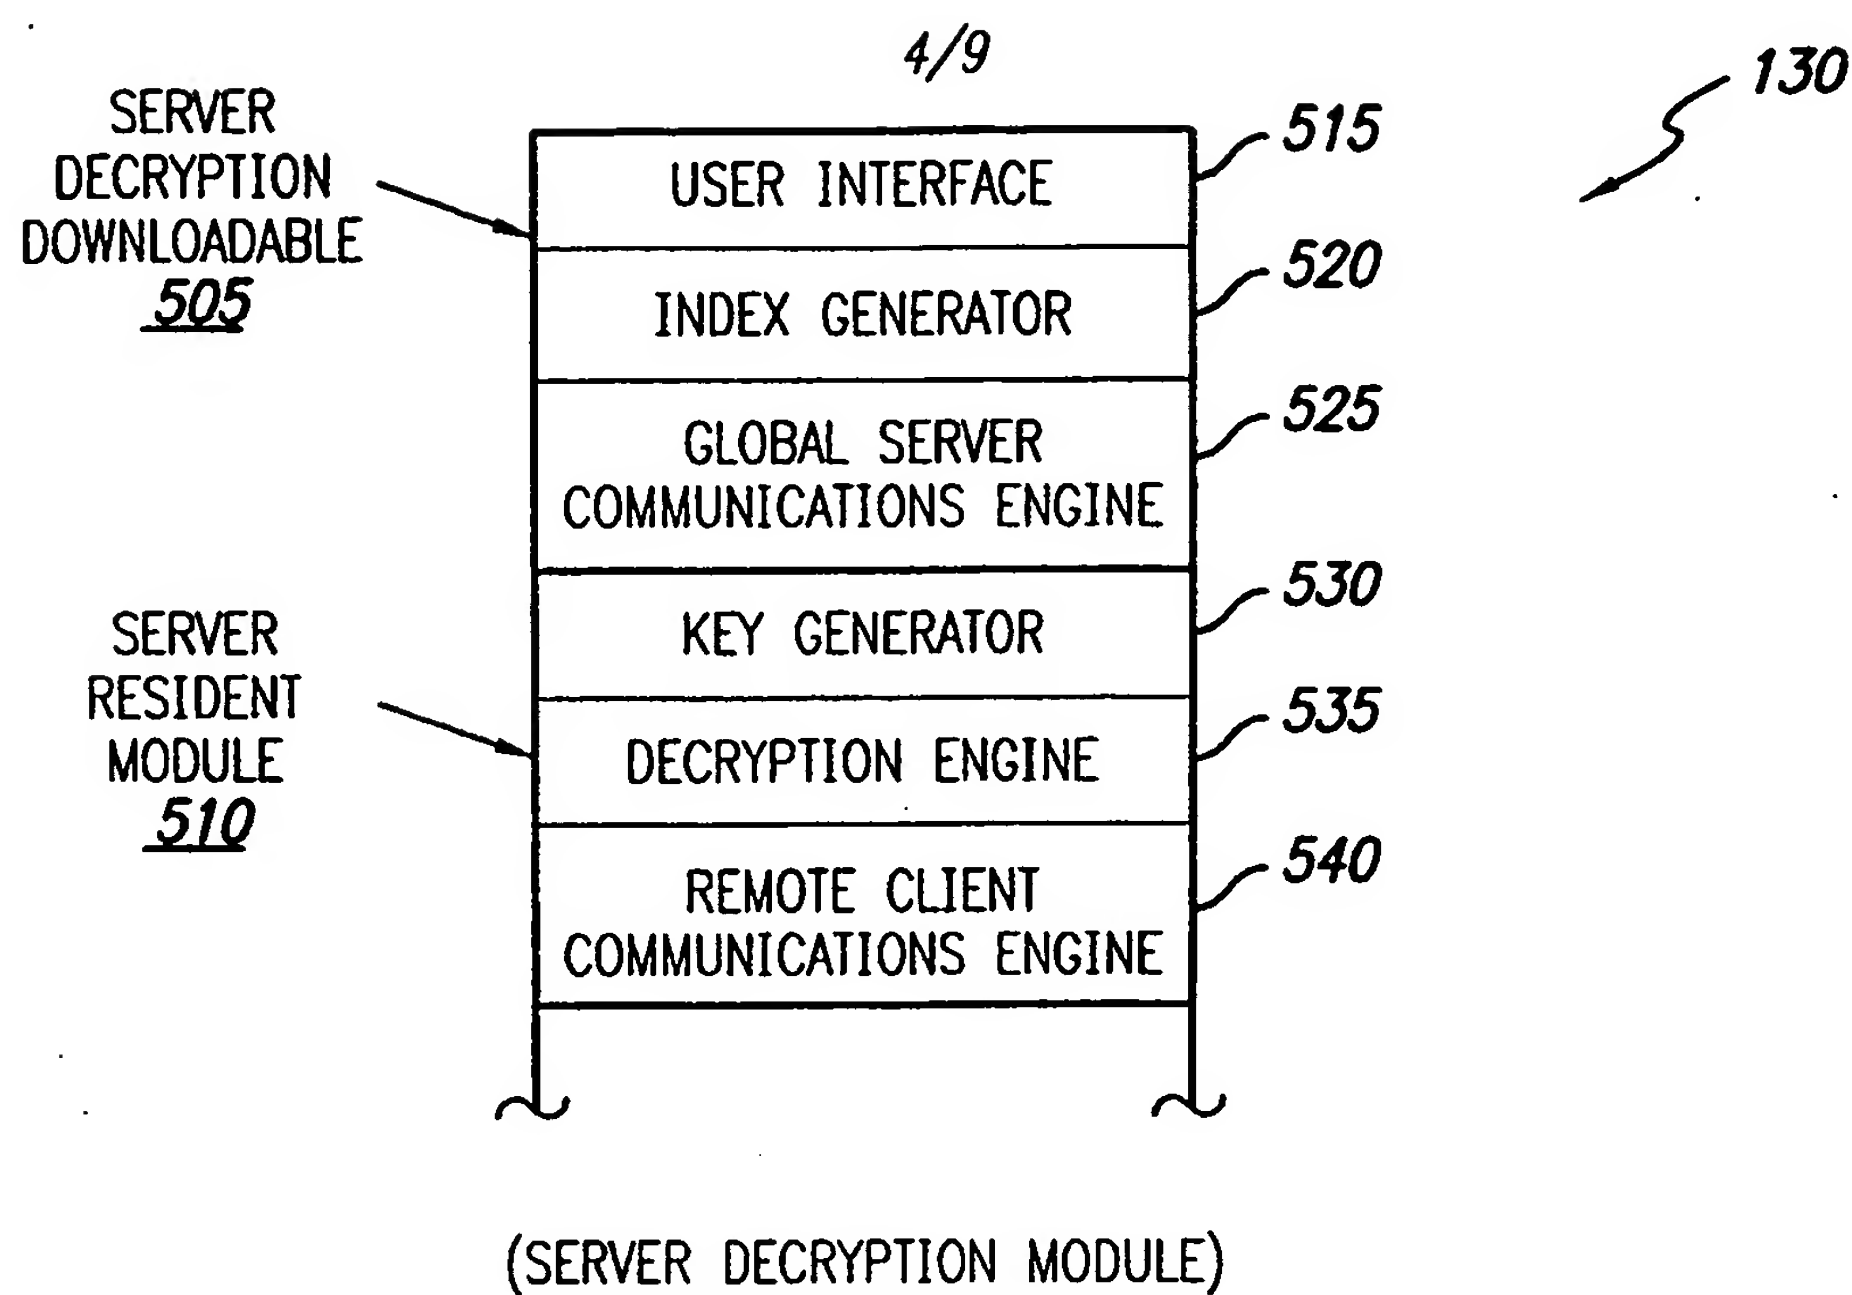 4/9
130
SERVER
DECRYPTION
DOWNLOADABLE
505
USER INTERFACE
515
INDEX GENERATOR
520
GLOBAL SERVER
COMMUNICATIONS ENGINE
525
SERVER
RESIDENT
MODULE
510
KEY GENERATOR
530
DECRYPTION ENGINE
535
REMOTE CLIENT
COMMUNICATIONS ENGINE
540
(SERVER DECRYPTION MODULE)